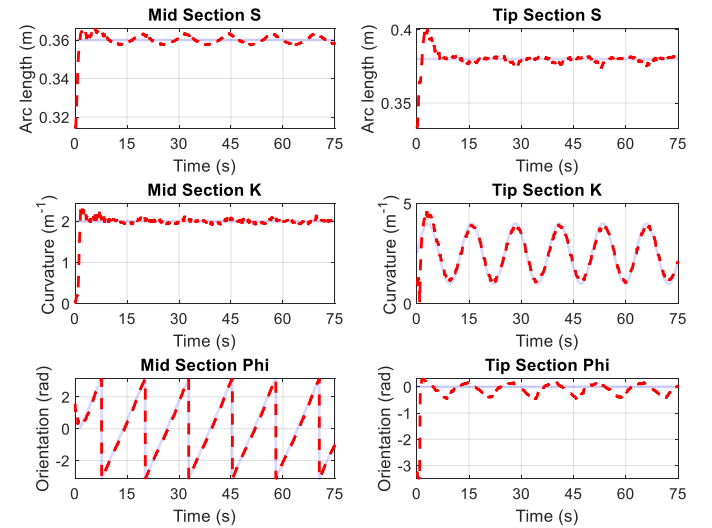 Mid Section S
Tip Section S
Arc length (m)
0.36
0.34
0.32
0 15 30 45 60 75
Time (s)
Arc length (m)
0.4
0.35
0 15 30 45 60 75
Time (s)
Mid Section K
Tip Section K
Curvature (m⁻¹)
2
1
0
0 15 30 45 60 75
Time (s)
Curvature (m⁻¹)
5
0
0 15 30 45 60 75
Time (s)
Mid Section Phi
Tip Section Phi
Orientation (rad)
2
0
-2
0 15 30 45 60 75
Time (s)
Orientation (rad)
0
-1
-2
-3
0 15 30 45 60 75
Time (s)